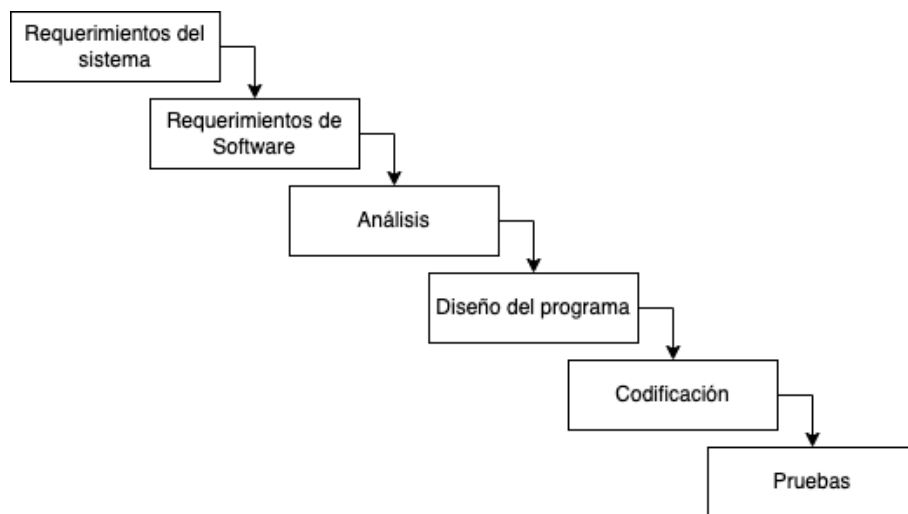 Requerimientos del
sistema
Requerimientos de
Software
Análisis
Diseño del programa
Codificación
Pruebas